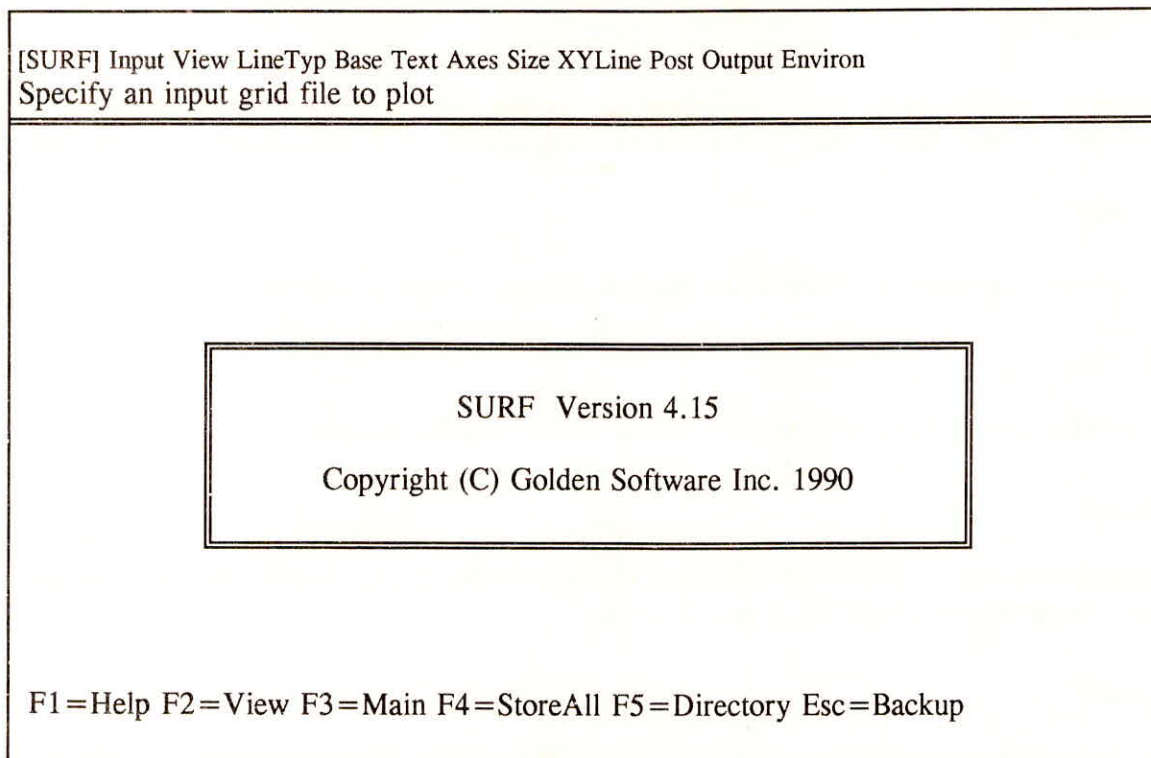 [SURF] Input View LineTyp Base Text Axes Size XYLine Post Output Environ
Specify an input grid file to plot
SURF Version 4.15
Copyright (C) Golden Software Inc. 1990
F1=Help F2=View F3=Main F4=StoreAll F5=Directory Esc=Backup